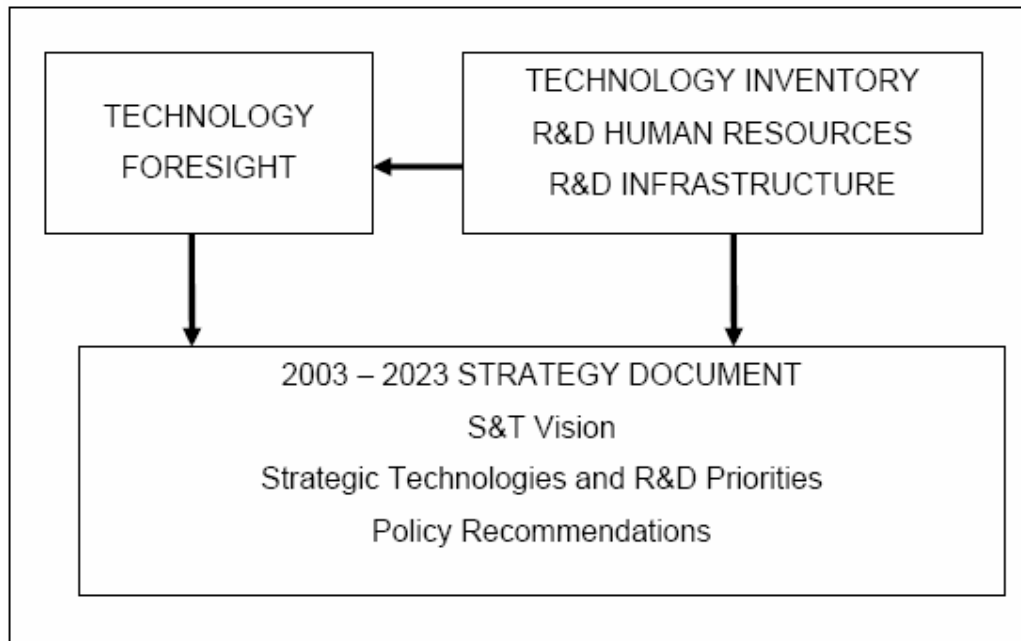 TECHNOLOGY
FORESIGHT
TECHNOLOGY INVENTORY
R&D HUMAN RESOURCES
R&D INFRASTRUCTURE
2003 – 2023 STRATEGY DOCUMENT
S&T Vision
Strategic Technologies and R&D Priorities
Policy Recommendations